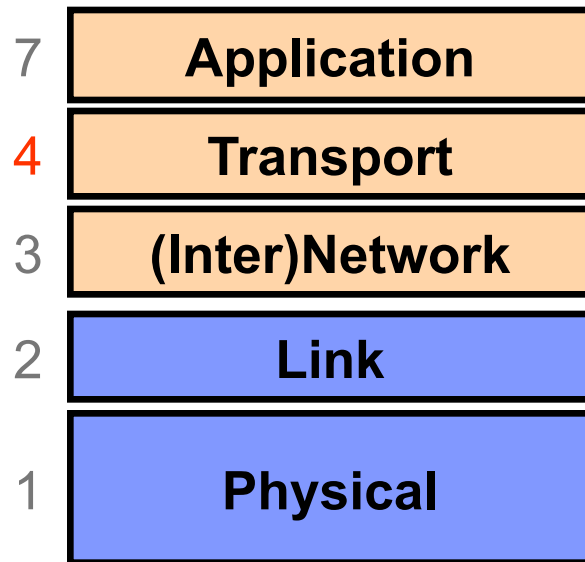 7 Application
4 Transport
3 (Inter)Network
2 Link
1 Physical